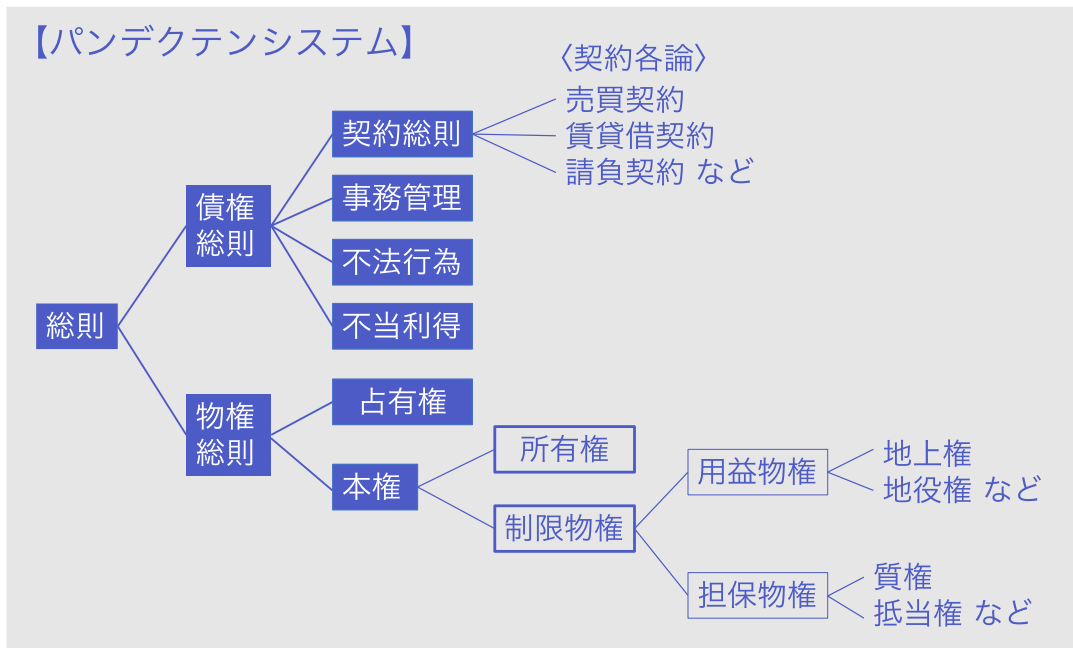 【パンデクテンシステム】
〈契約各論〉
売買契約
賃貸借契約
請負契約 など
契約総則
事務管理
不法行為
不当利得
債権
総則
総則
物権
総則
占有権
本権
所有権
制限物権
用益物権
地上権
地役権 など
担保物権
質権
抵当権 など